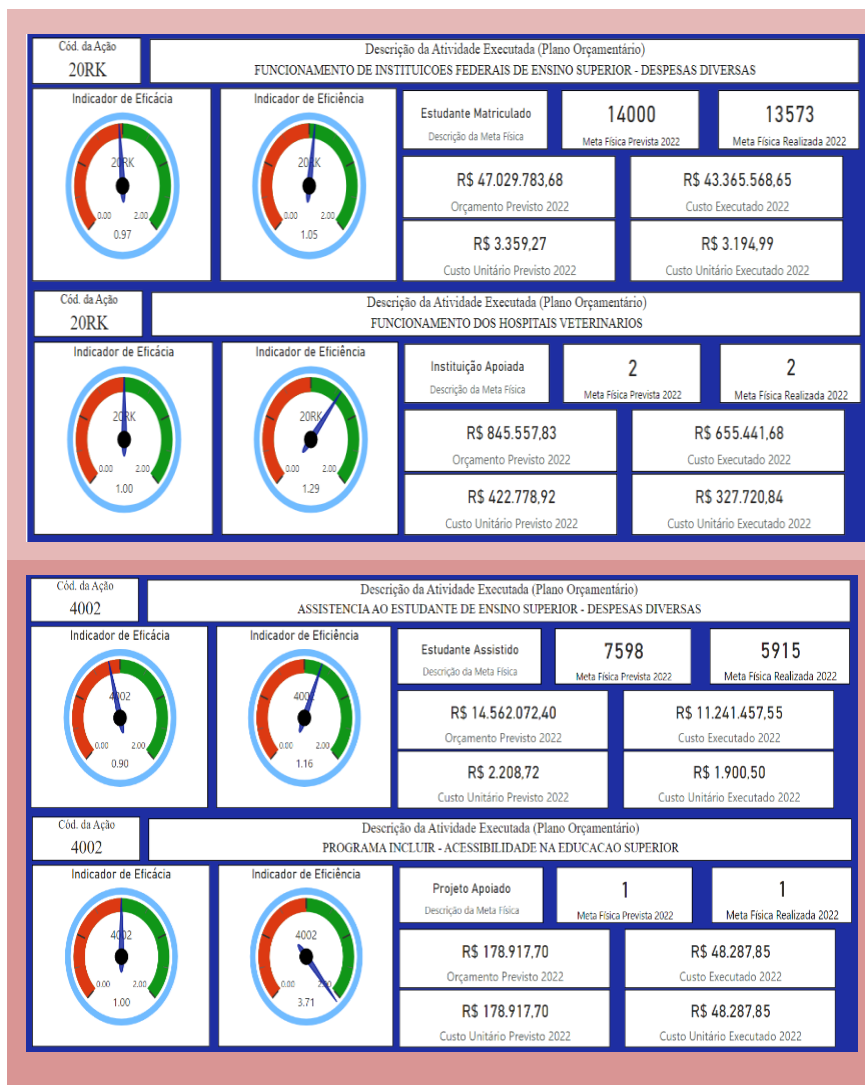 Cód. da Ação
20RK
Descrição da Atividade Executada (Plano Orçamentário)
FUNCIONAMENTO DE INSTITUICOES FEDERAIS DE ENSINO SUPERIOR - DESPESAS DIVERSAS
Indicador de Eficácia
20RK
0.00 2.00
0.97
Indicador de Eficiência
20RK
0.00 2.00
1.05
Estudante Matriculado
Descrição da Meta Física
14000
Meta Física Prevista 2022
13573
Meta Física Realizada 2022
R$ 47.029.783,68
Orçamento Previsto 2022
R$ 43.365.568,65
Custo Executado 2022
R$ 3.359,27
Custo Unitário Previsto 2022
R$ 3.194,99
Custo Unitário Executado 2022
Cód. da Ação
20RK
Descrição da Atividade Executada (Plano Orçamentário)
FUNCIONAMENTO DOS HOSPITAIS VETERINARIOS
Indicador de Eficácia
20RK
0.00 2.00
1.00
Indicador de Eficiência
20RK
0.00 2.00
1.29
Instituição Apoiada
Descrição da Meta Física
2
Meta Física Prevista 2022
2
Meta Física Realizada 2022
R$ 845.557,83
Orçamento Previsto 2022
R$ 655.441,68
Custo Executado 2022
R$ 422.778,92
Custo Unitário Previsto 2022
R$ 327.720,84
Custo Unitário Executado 2022
Cód. da Ação
4002
Descrição da Atividade Executada (Plano Orçamentário)
ASSISTENCIA AO ESTUDANTE DE ENSINO SUPERIOR - DESPESAS DIVERSAS
Indicador de Eficácia
4002
0.00 2.00
0.90
Indicador de Eficiência
4002
0.00 2.00
1.16
Estudante Assistido
Descrição da Meta Física
7598
Meta Física Prevista 2022
5915
Meta Física Realizada 2022
R$ 14.562.072,40
Orçamento Previsto 2022
R$ 11.241.457,55
Custo Executado 2022
R$ 2.208,72
Custo Unitário Previsto 2022
R$ 1.900,50
Custo Unitário Executado 2022
Cód. da Ação
4002
Descrição da Atividade Executada (Plano Orçamentário)
PROGRAMA INCLUIR - ACESSIBILIDADE NA EDUCACAO SUPERIOR
Indicador de Eficácia
4002
0.00 2.00
1.00
Indicador de Eficiência
4002
0.00 2.00
3.71
Projeto Apoiado
Descrição da Meta Física
1
Meta Física Prevista 2022
1
Meta Física Realizada 2022
R$ 178.917,70
Orçamento Previsto 2022
R$ 48.287,85
Custo Executado 2022
R$ 178.917,70
Custo Unitário Previsto 2022
R$ 48.287,85
Custo Unitário Executado 2022